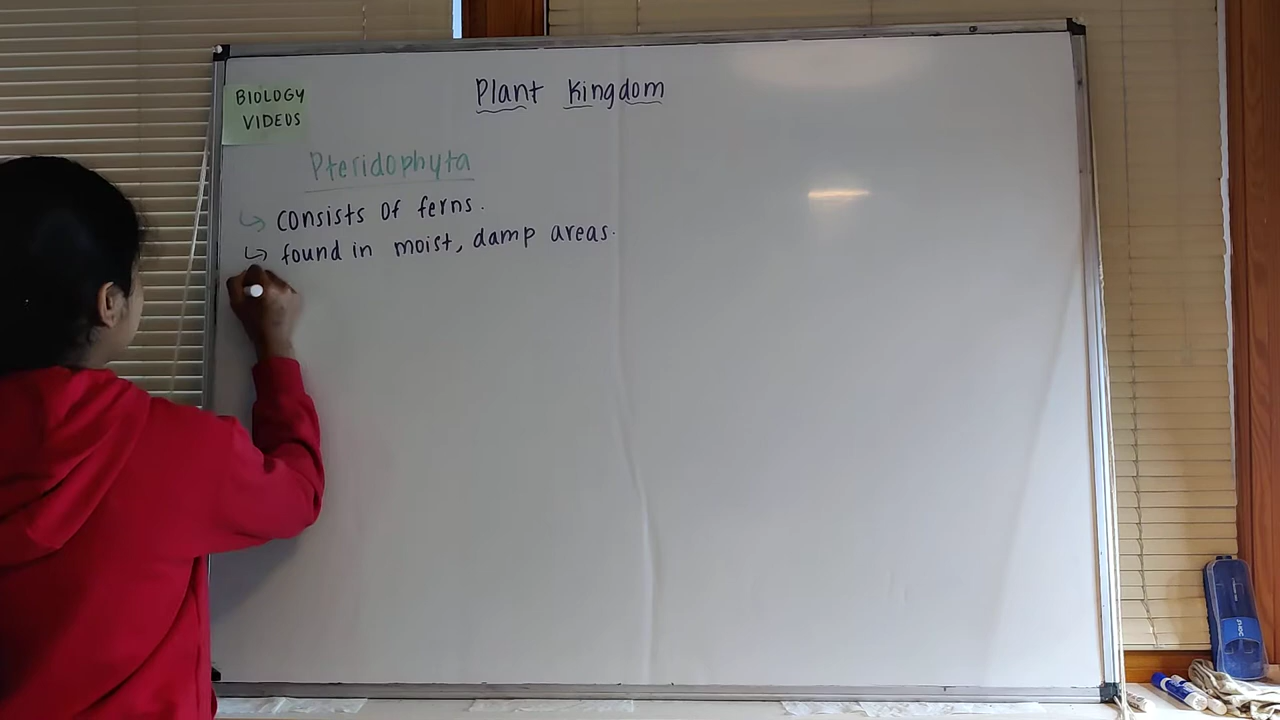 BIOLOGY
VIDEOS
Plant Kingdom
Pteridophyta
↳ consists of ferns.
↳ found in moist, damp areas.